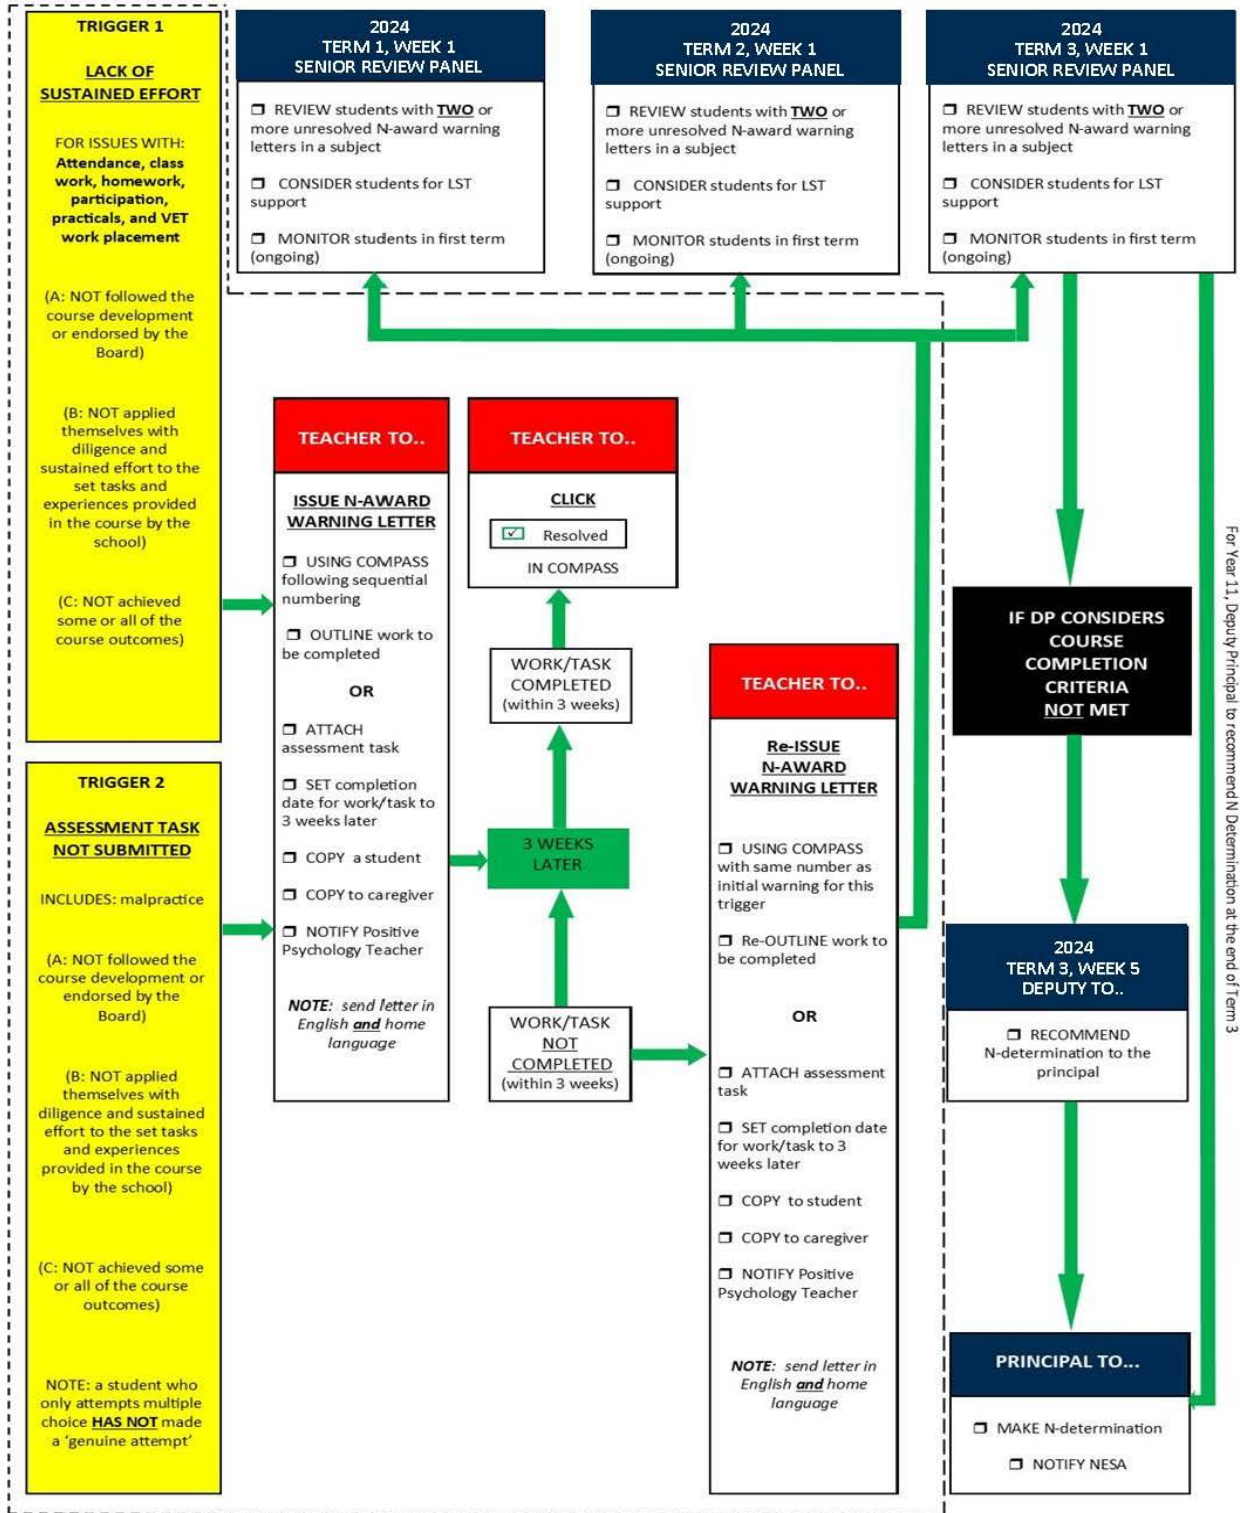 TRIGGER 1
LACK OF
SUSTAINED EFFORT
FOR ISSUES WITH:
Attendance, class
work, homework,
participation,
practicals, and VET
work placement
(A: NOT followed the
course development
or endorsed by the
Board)
(B: NOT applied
themselves with
diligence and
sustained effort to the
set tasks and
experiences provided
in the course by the
school)
(C: NOT achieved
some or all of the
course outcomes)
TRIGGER 2
ASSESSMENT TASK
NOT SUBMITTED
INCLUDES: malpractice
(A: NOT followed the
course development or
endorsed by the
Board)
(B: NOT applied
themselves with
diligence and sustained
effort to the set tasks
and experiences
provided in the course
by the school)
(C: NOT achieved some
or all of the course
outcomes)
NOTE: a student who
only attempts multiple
choice HAS NOT made
a ‘genuine attempt’
2024
TERM 1, WEEK 1
SENIOR REVIEW PANEL
❒ REVIEW students with TWO or
more unresolved N-award warning
letters in a subject
❒ CONSIDER students for LST
support
❒ MONITOR students in first term
(ongoing)
2024
TERM 2, WEEK 1
SENIOR REVIEW PANEL
❒ REVIEW students with TWO or
more unresolved N-award warning
letters in a subject
❒ CONSIDER students for LST
support
❒ MONITOR students in first term
(ongoing)
2024
TERM 3, WEEK 1
SENIOR REVIEW PANEL
❒ REVIEW students with TWO or
more unresolved N-award warning
letters in a subject
❒ CONSIDER students for LST
support
❒ MONITOR students in first term
(ongoing)
TEACHER TO..
ISSUE N-AWARD
WARNING LETTER
❒ USING COMPASS
following sequential
numbering
❒ OUTLINE work to
be completed
OR
❒ ATTACH
assessment task
❒ SET completion
date for work/task to
3 weeks later
❒ COPY a student
❒ COPY to caregiver
❒ NOTIFY Positive
Psychology Teacher
NOTE: send letter in
English and home
language
TEACHER TO..
CLICK
☑ Resolved
IN COMPASS
WORK/TASK
COMPLETED
(within 3 weeks)
3 WEEKS
LATER
WORK/TASK
NOT
COMPLETED
(within 3 weeks)
TEACHER TO..
Re-ISSUE
N-AWARD
WARNING LETTER
❒ USING COMPASS
with same number as
initial warning for this
trigger
❒ Re-OUTLINE work to
be completed
OR
❒ ATTACH assessment
task
❒ SET completion date
for work/task to 3
weeks later
❒ COPY to student
❒ COPY to caregiver
❒ NOTIFY Positive
Psychology Teacher
NOTE: send letter in
English and home
language
IF DP CONSIDERS
COURSE
COMPLETION
CRITERIA
NOT MET
2024
TERM 3, WEEK 5
DEPUTY TO..
❒ RECOMMEND
N-determination to the
principal
PRINCIPAL TO...
❒ MAKE N-determination
❒ NOTIFY NESA
For Year 11, Deputy Principal to recommend N Determination at the end of Term 3